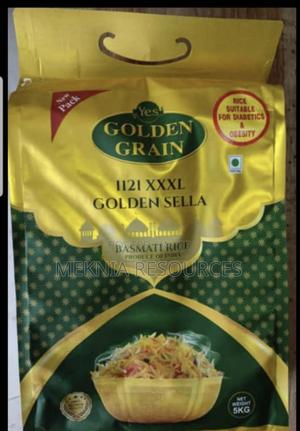 New
Pack
Yes!
GOLDEN
GRAIN
RICE
SUITABLE
FOR DIABETICS
&
OBESITY
1121 XXXL
GOLDEN SELLA
BASMATI RICE
PRODUCE OF INDIA
MEKNIA RESOURCES
NET
WEIGHT
5KG